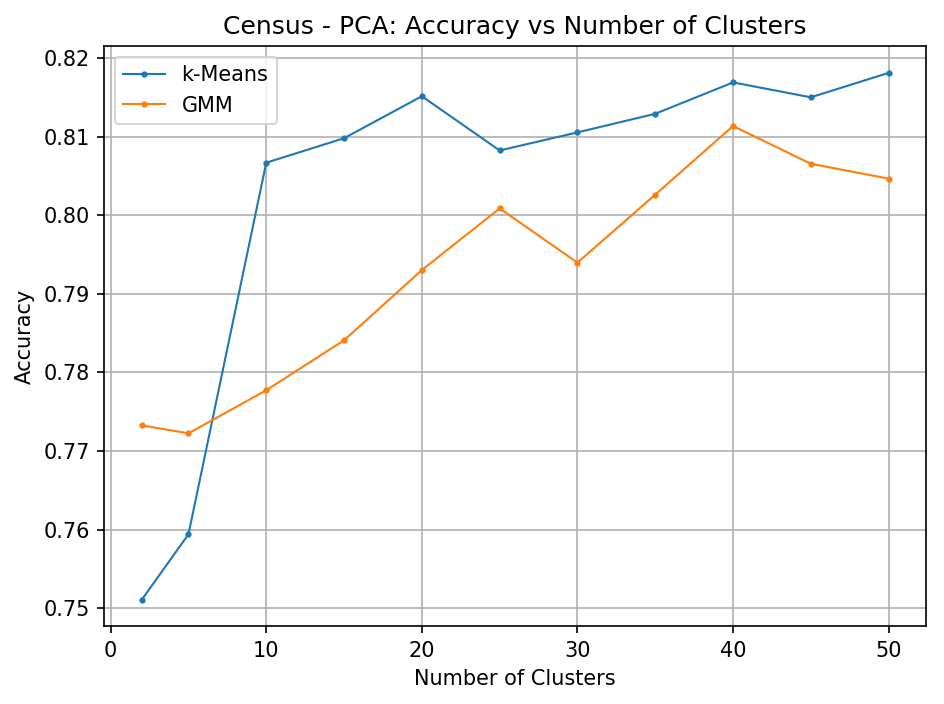 Census - PCA: Accuracy vs Number of Clusters
k-Means
GMM
Accuracy
0.82
0.81
0.80
0.79
0.78
0.77
0.76
0.75
0 10 20 30 40 50
Number of Clusters